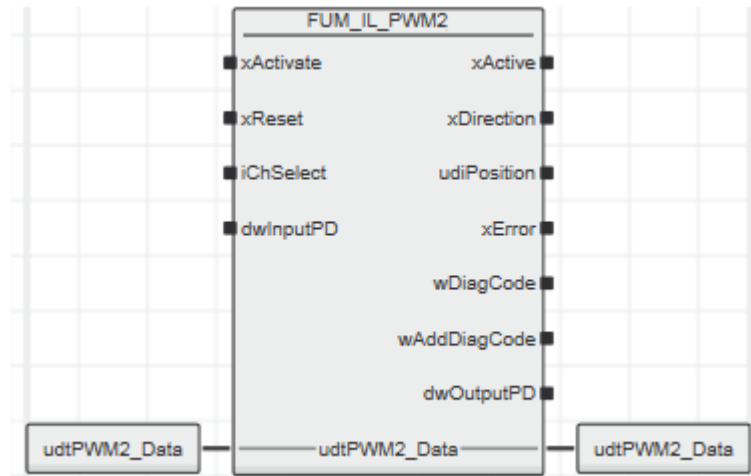 FUM_IL_PWM2
xActivate xActive
xReset xDirection
iChSelect udiPosition
dwInputPD xError
wDiagCode
wAddDiagCode
dwOutputPD
udtPWM2_Data udtPWM2_Data udtPWM2_Data